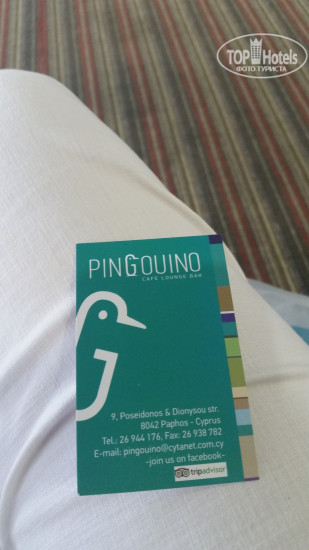 TOP Hotels
ФОТО ТУРИСТА
PINGOUINO
CAFE LOUNGE BAR
9, Poseidonos & Dionysou str.
8042 Paphos - Cyprus
Tel.: 26 944 176, Fax: 26 938 782
E-mail: pingouino@cytanet.com.cy
-join us on facebook-
tripadvisor